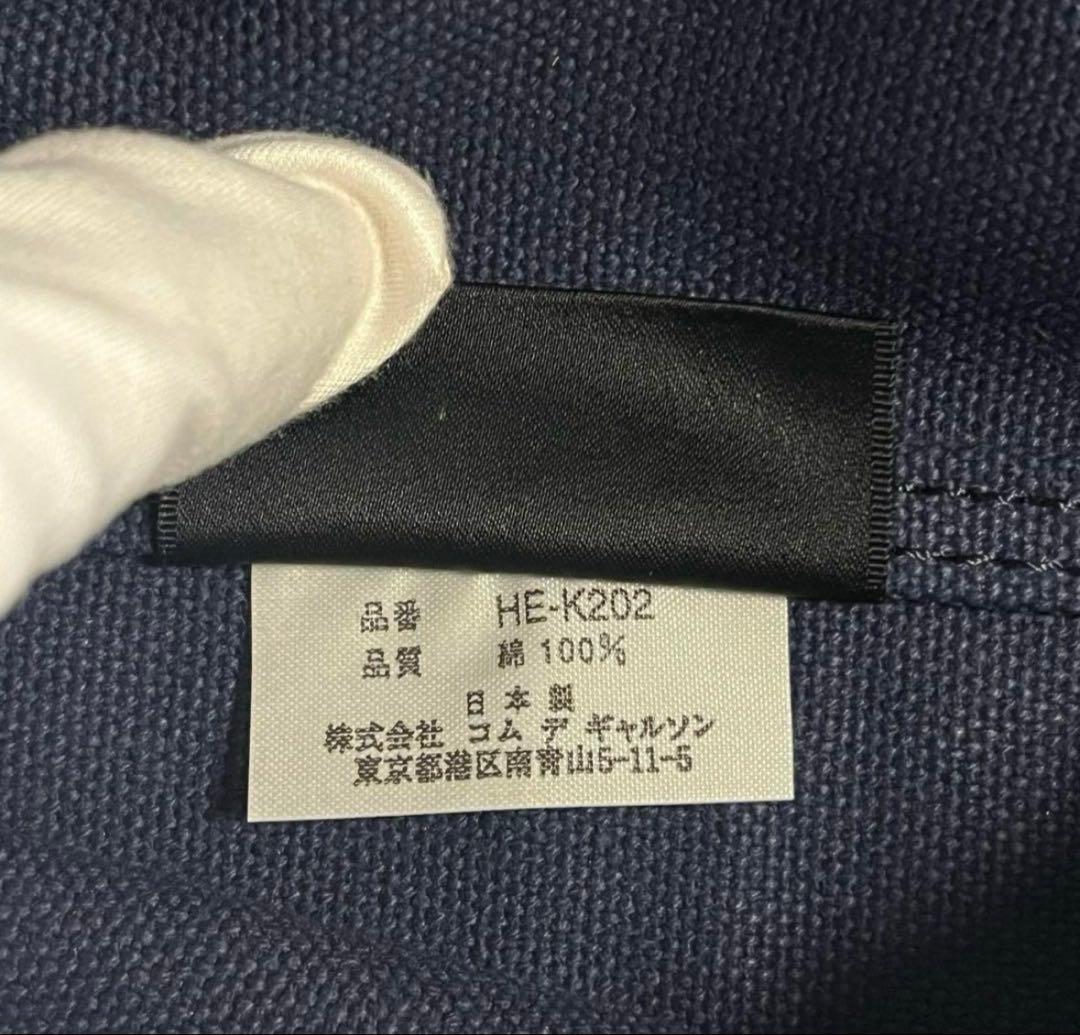 品番 HE-K202
品質 綿 100%
日本製
株式会社 コム デ ギャルソン
東京都港区南青山5-11-5